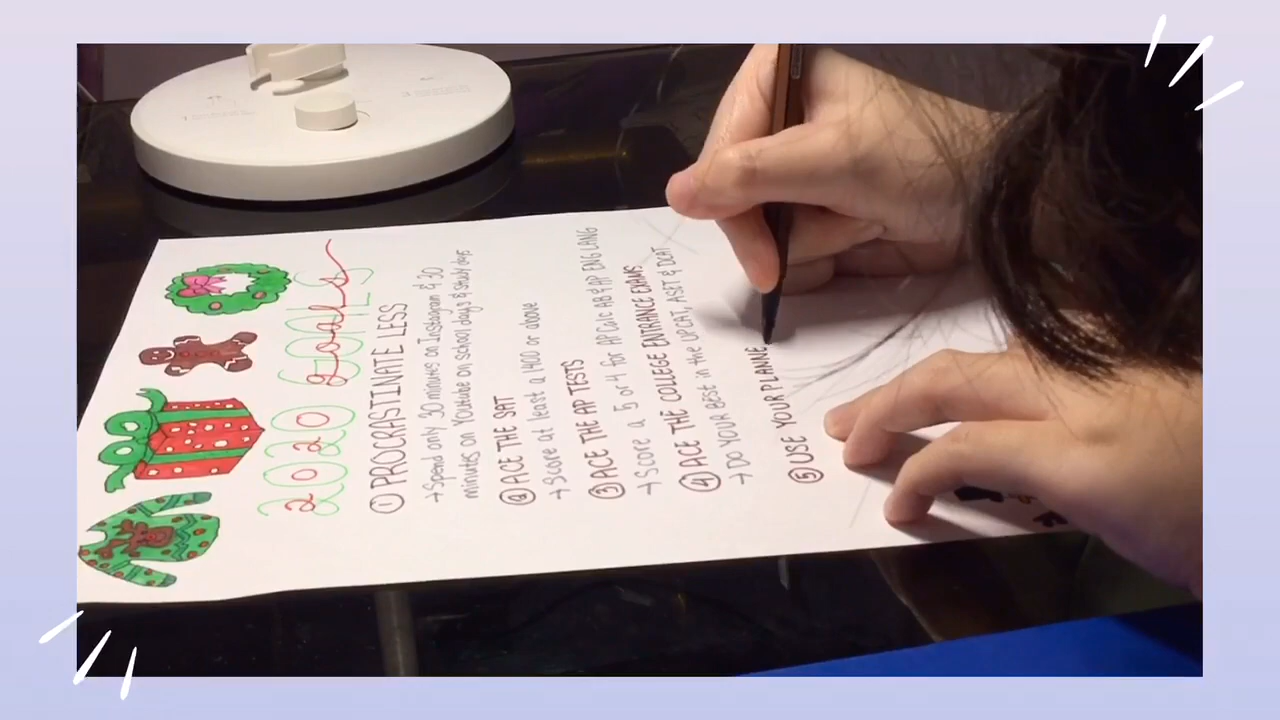 2020 GOALS
① PROCRASTINATE LESS
→ Spend only 30 minutes on Instagram & 30
minutes on Youtube on school days & study days
② ACE THE SAT
→ Score at least a 1400 or above
③ ACE THE AP TESTS
→ Score a 5 or 4 for AP Calc AB & AP ENG LANG
④ ACE THE COLLEGE ENTRANCE EXAMS
→ DO YOUR BEST in the UPCAT, ASET & DCAT
⑤ USE YOUR PLANNE